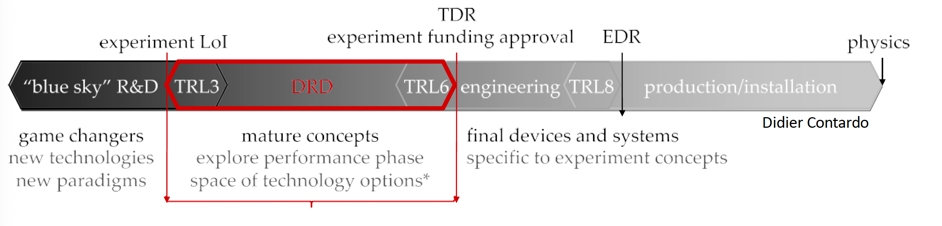 TDR
experiment LoI
experiment funding approval
EDR
physics
“blue sky” R&D
TRL3
DRD
TRL6
engineering
TRL8
production/installation
Didier Contardo
game changers
new technologies
new paradigms
mature concepts
explore performance phase
space of technology options*
final devices and systems
specific to experiment concepts